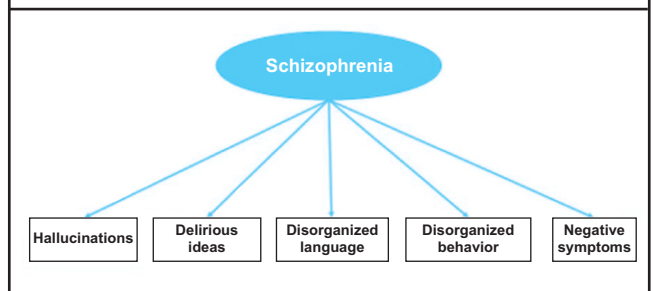 Schizophrenia
Hallucinations
Delirious
ideas
Disorganized
language
Disorganized
behavior
Negative
symptoms